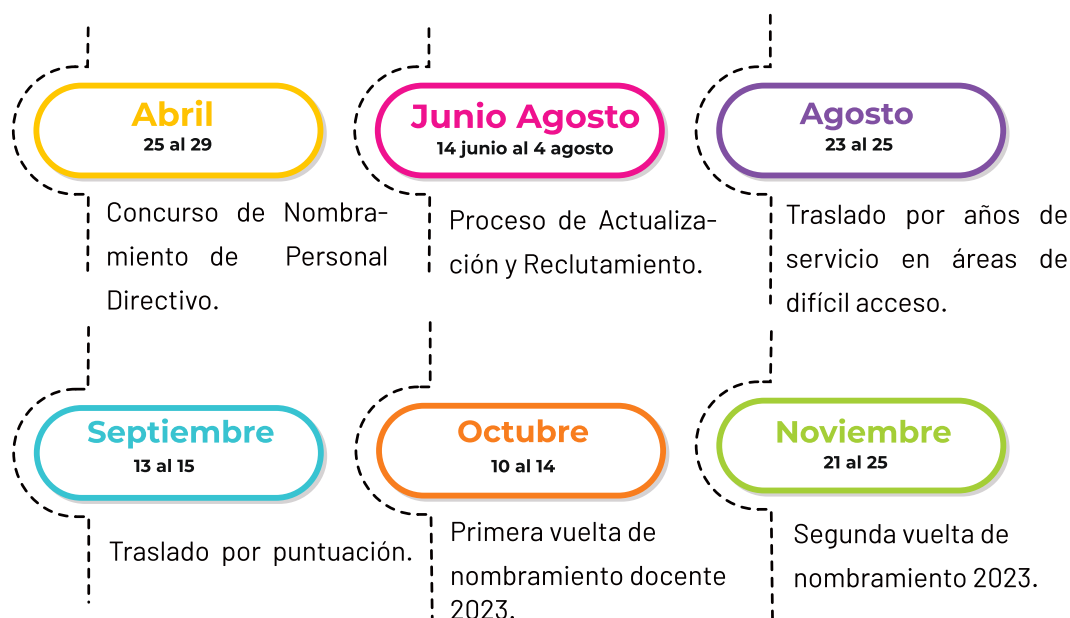 Abril
25 al 29
Concurso de Nombra-
miento de Personal
Directivo.
Junio Agosto
14 junio al 4 agosto
Proceso de Actualiza-
ción y Reclutamiento.
Agosto
23 al 25
Traslado por años de
servicio en áreas de
difícil acceso.
Septiembre
13 al 15
Traslado por puntuación.
Octubre
10 al 14
Primera vuelta de
nombramiento docente
2023.
Noviembre
21 al 25
Segunda vuelta de
nombramiento 2023.